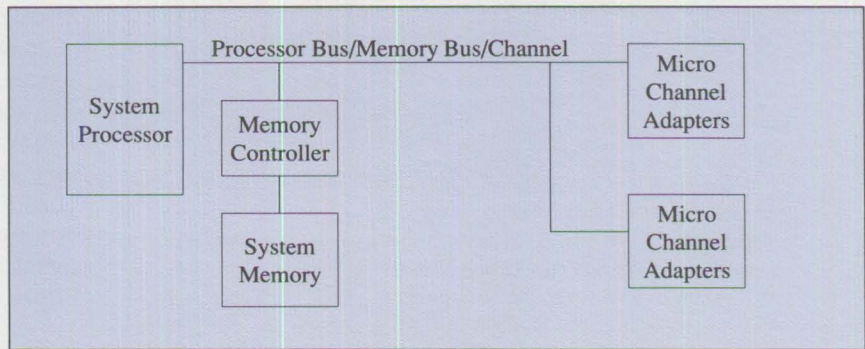 Processor Bus/Memory Bus/Channel
System
Processor
Memory
Controller
System
Memory
Micro
Channel
Adapters
Micro
Channel
Adapters